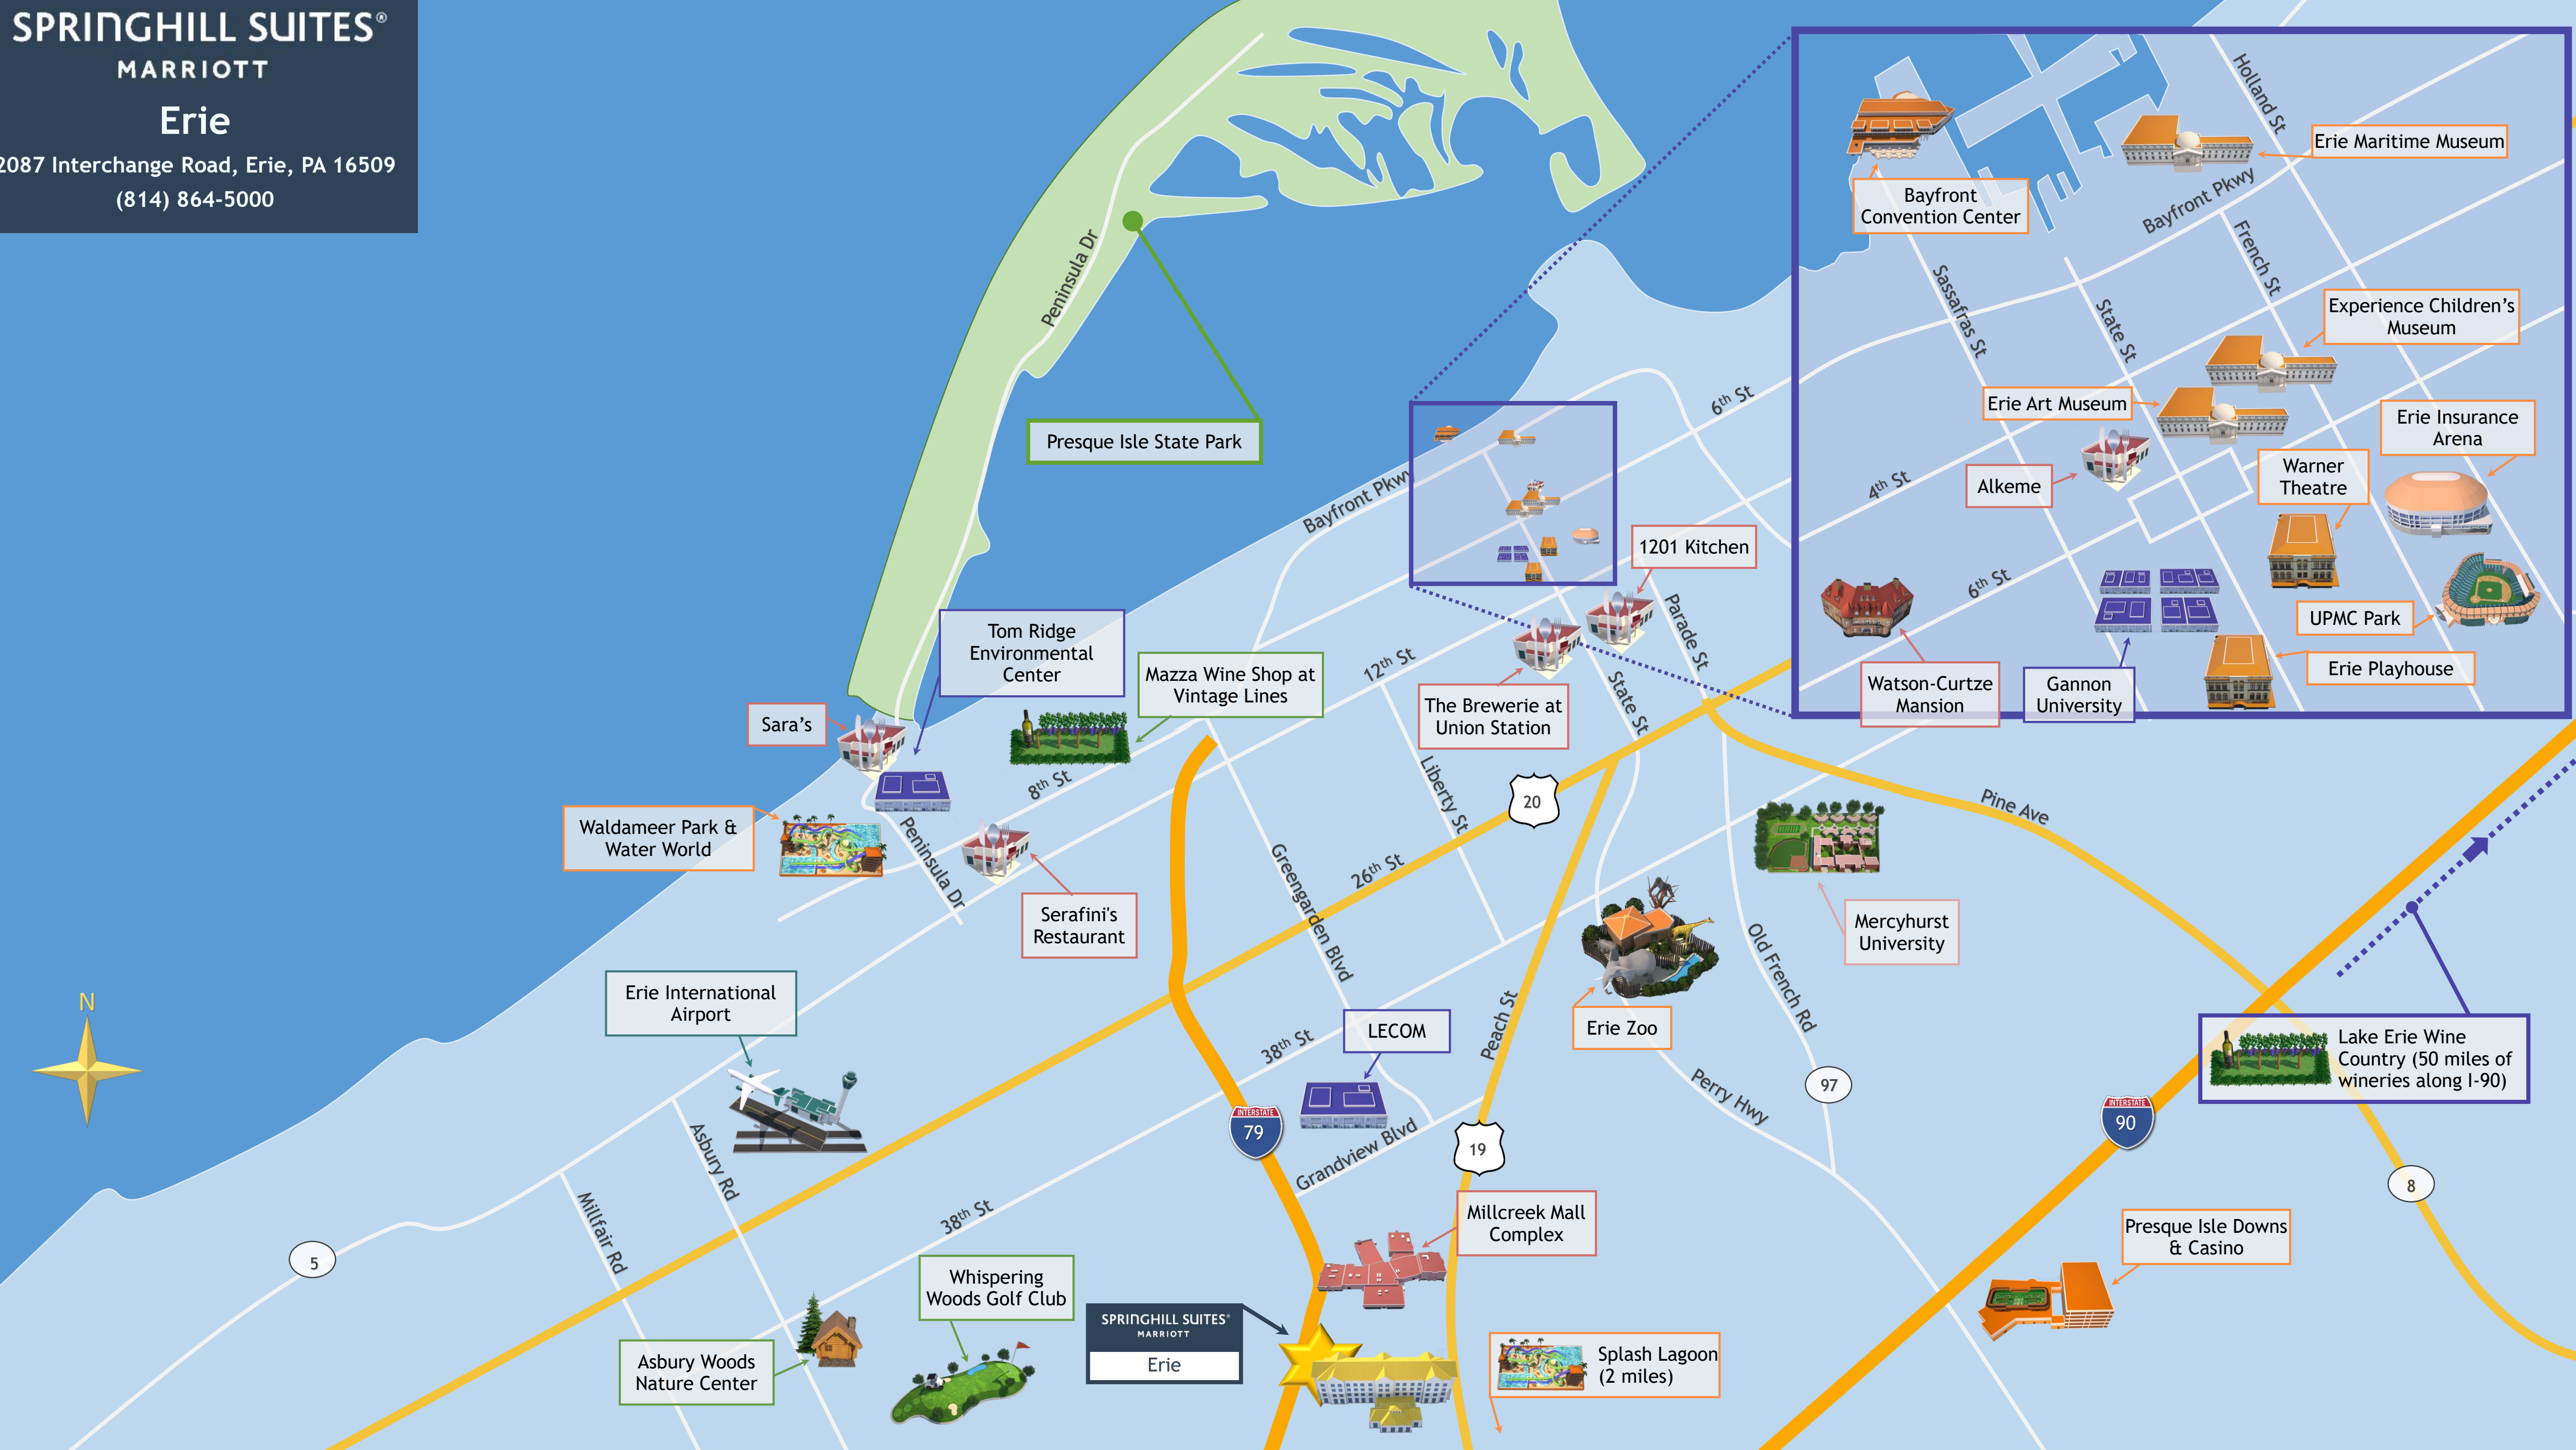 SPRINGHILL SUITES®
MARRIOTT
Erie
2087 Interchange Road, Erie, PA 16509
(814) 864-5000
Peninsula Dr
Presque Isle State Park
Holland St
Erie Maritime Museum
Bayfront
Convention Center
Bayfront Pkwy
French St
Sassafras St
State St
Experience Children's
Museum
Erie Art Museum
Erie Insurance
Arena
Warner
Theatre
Alkeme
4th St
6th St
UPMC Park
Erie Playhouse
Watson-Curtze
Mansion
Gannon
University
6th St
Bayfront Pkwy
1201 Kitchen
Parade St
12th St
The Brewerie at
Union Station
State St
Tom Ridge
Environmental
Center
Mazza Wine Shop at
Vintage Lines
Sara's
8th St
Waldameer Park &
Water World
Peninsula Dr
Serafini's
Restaurant
Liberty St
20
Pine Ave
26th St
Greengarden Blvd
Mercyhurst
University
Old French Rd
Erie International
Airport
N
38th St
LECOM
Peach St
Erie Zoo
Perry Hwy
97
Lake Erie Wine
Country (50 miles of
wineries along I-90)
INTERSTATE
79
INTERSTATE
90
Grandview Blvd
19
8
Asbury Rd
Millfair Rd
38th St
5
Millcreek Mall
Complex
Presque Isle Downs
& Casino
Whispering
Woods Golf Club
SPRINGHILL SUITES®
MARRIOTT
Erie
Asbury Woods
Nature Center
Splash Lagoon
(2 miles)